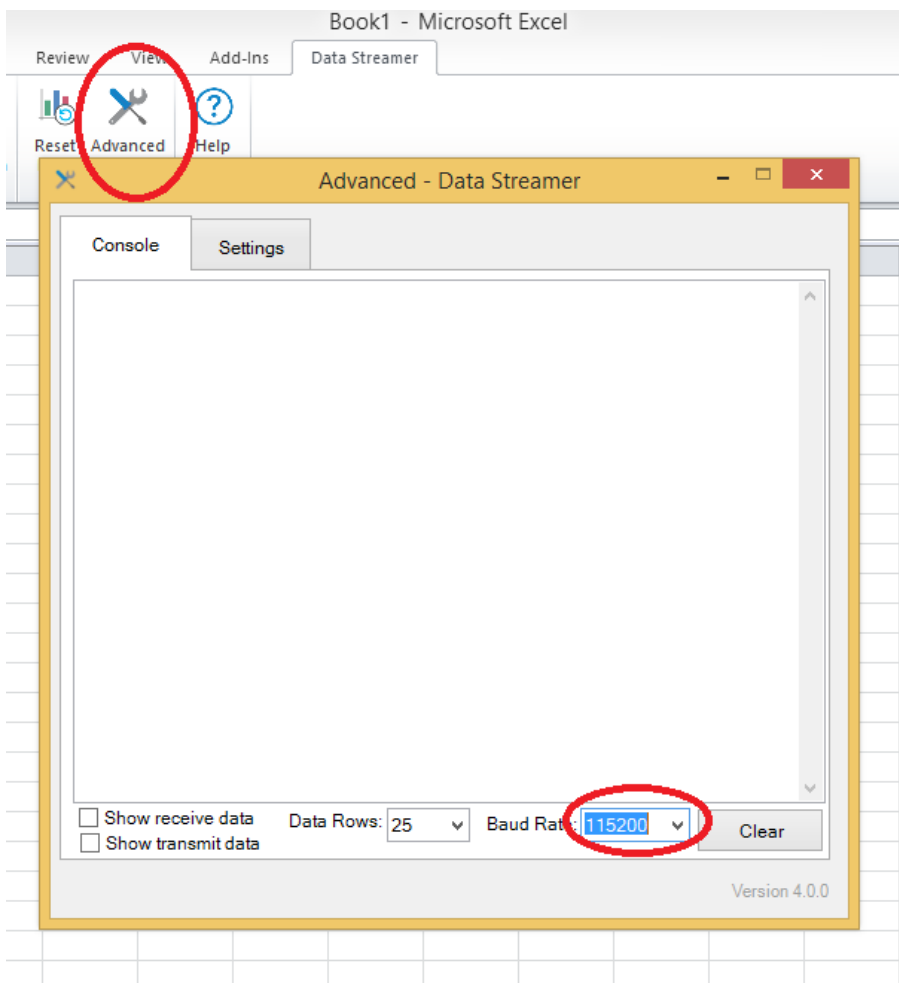 Book1 - Microsoft Excel
Review View Add-Ins Data Streamer
Reset Advanced Help
Advanced - Data Streamer
Console Settings
Show receive data Data Rows: 25 Baud Rate: 115200 Clear
Show transmit data
Version 4.0.0